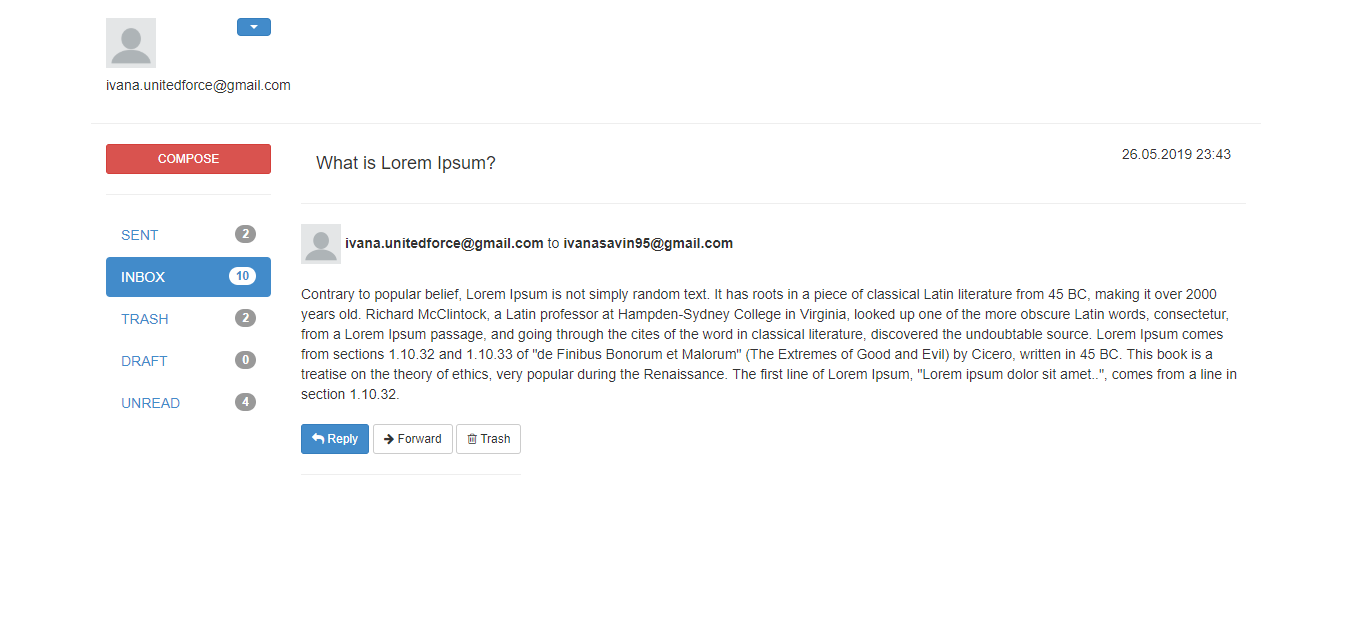 ivana.unitedforce@gmail.com
COMPOSE
SENT 2
INBOX 10
TRASH 2
DRAFT 0
UNREAD 4
What is Lorem Ipsum?
26.05.2019 23:43
ivana.unitedforce@gmail.com to ivanasavin95@gmail.com
Contrary to popular belief, Lorem Ipsum is not simply random text. It has roots in a piece of classical Latin literature from 45 BC, making it over 2000
years old. Richard McClintock, a Latin professor at Hampden-Sydney College in Virginia, looked up one of the more obscure Latin words, consectetur,
from a Lorem Ipsum passage, and going through the cites of the word in classical literature, discovered the undoubtable source. Lorem Ipsum comes
from sections 1.10.32 and 1.10.33 of "de Finibus Bonorum et Malorum" (The Extremes of Good and Evil) by Cicero, written in 45 BC. This book is a
treatise on the theory of ethics, very popular during the Renaissance. The first line of Lorem Ipsum, "Lorem ipsum dolor sit amet..", comes from a line in
section 1.10.32.
Reply Forward Trash